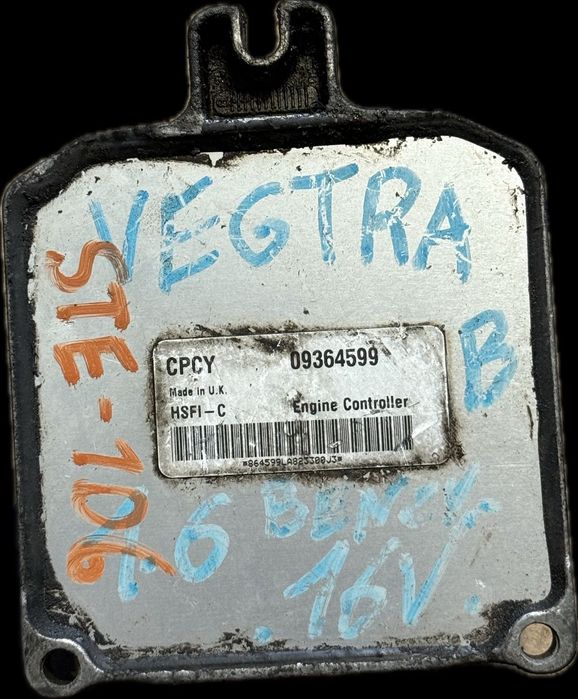 VEGTRA
B
STE-106
CPCY 09364599
Made in U.K.
HSFI-C Engine Controller
1.6 BENZ.
.16V.